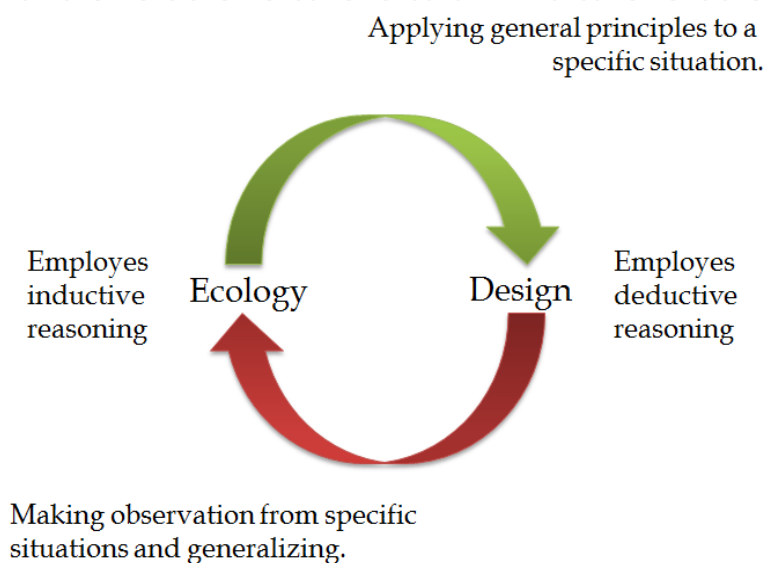 Applying general principles to a
specific situation.
Employes
inductive
reasoning
Ecology
Design
Employes
deductive
reasoning
Making observation from specific
situations and generalizing.